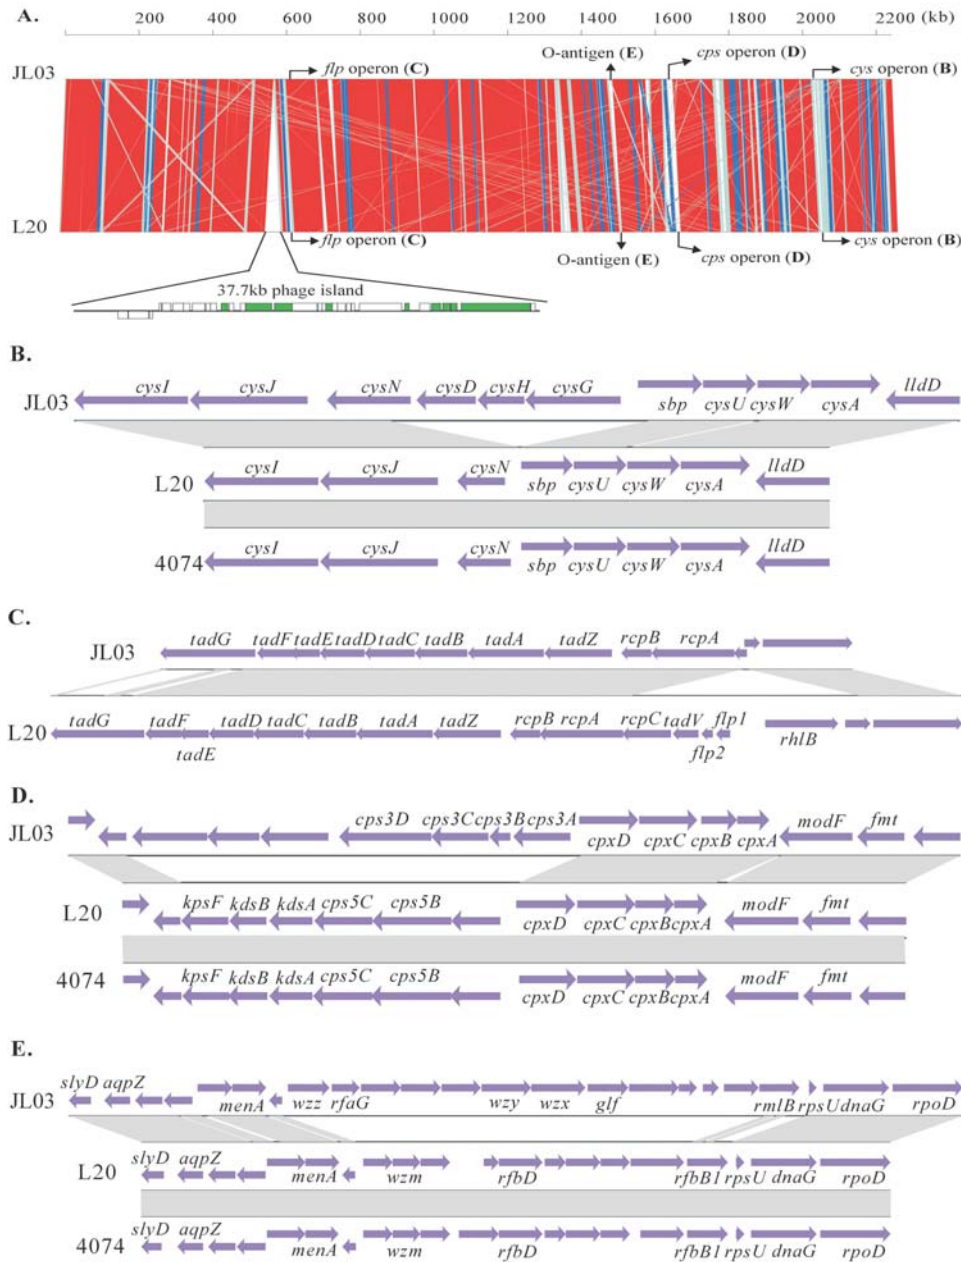 A.
0 200 400 600 800 1000 1200 1400 1600 1800 2000 2200 (kb)
O-antigen (E) cps operon (D)
JL03 flp operon (C) cys operon (B)
L20 flp operon (C) O-antigen (E) cps operon (D) cys operon (B)
37.7kb phage island
B.
cysI cysJ cysN cysD cysH cysG lldD
JL03 sbp cysU cysW cysA
cysI cysJ cysN lldD
L20 sbp cysU cysW cysA
cysI cysJ cysN lldD
4074 sbp cysU cysW cysA
C.
tadG tadF tadE tadD tadC tadB tadA tadZ rcpB rcpA
JL03
tadG tadF tadD tadC tadB tadA tadZ rcpB rcpA rcpC tadV flp1
L20 tadE flp2 rhlB
D.
cps3D cps3C cps3B cps3A modF fmt
JL03 cpxD cpxC cpxB cpxA
kpsF kdsB kdsA cps5C cps5B modF fmt
L20 cpxD cpxC cpxB cpxA
kpsF kdsB kdsA cps5C cps5B modF fmt
4074 cpxD cpxC cpxB cpxA
E.
slyD aqpZ
JL03 menA wzz rfaG wzy wzx glf rmlB rpsU dnaG rpoD
slyD aqpZ
L20 menA wzm rfbD rfbB1 rpsU dnaG rpoD
slyD aqpZ
4074 menA wzm rfbD rfbB1 rpsU dnaG rpoD